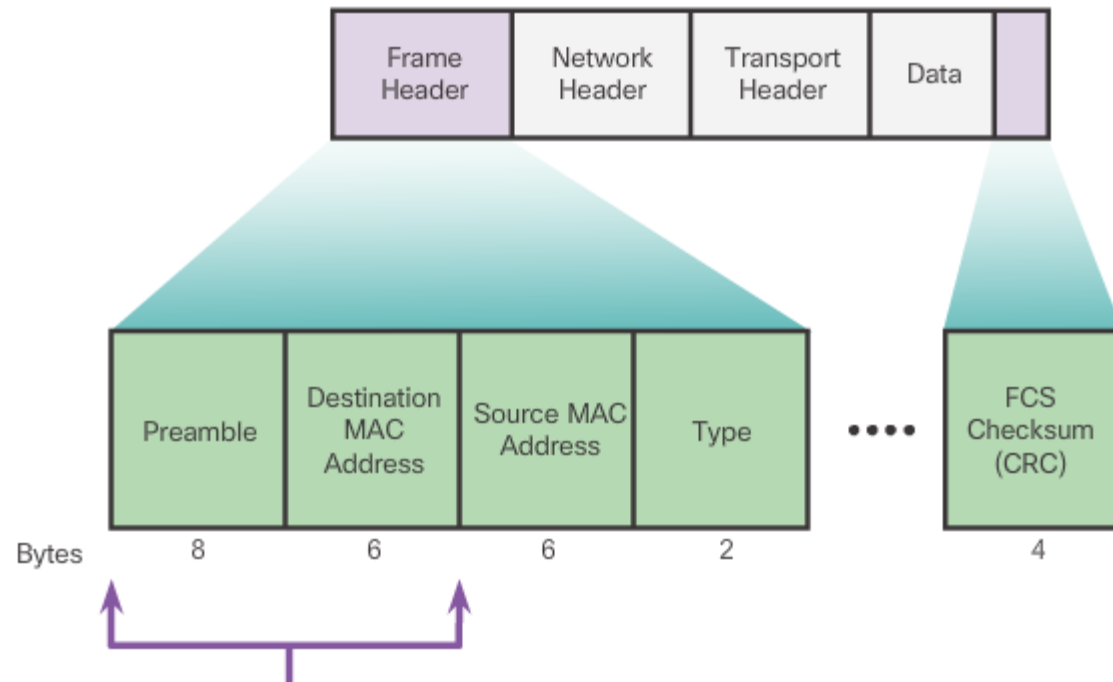 Frame
Header
Network
Header
Transport
Header
Data
Preamble
Destination
MAC
Address
Source MAC
Address
Type
••••
FCS
Checksum
(CRC)
Bytes 8 6 6 2 4